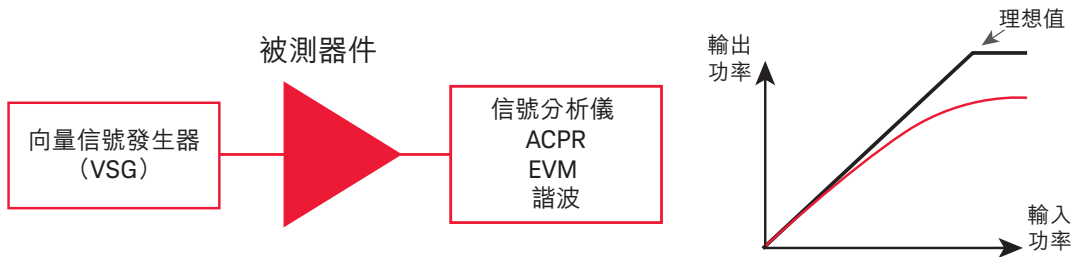 被測器件
向量信號發生器
（VSG）
信號分析儀
ACPR
EVM
諧波
理想值
輸出
功率
輸入
功率